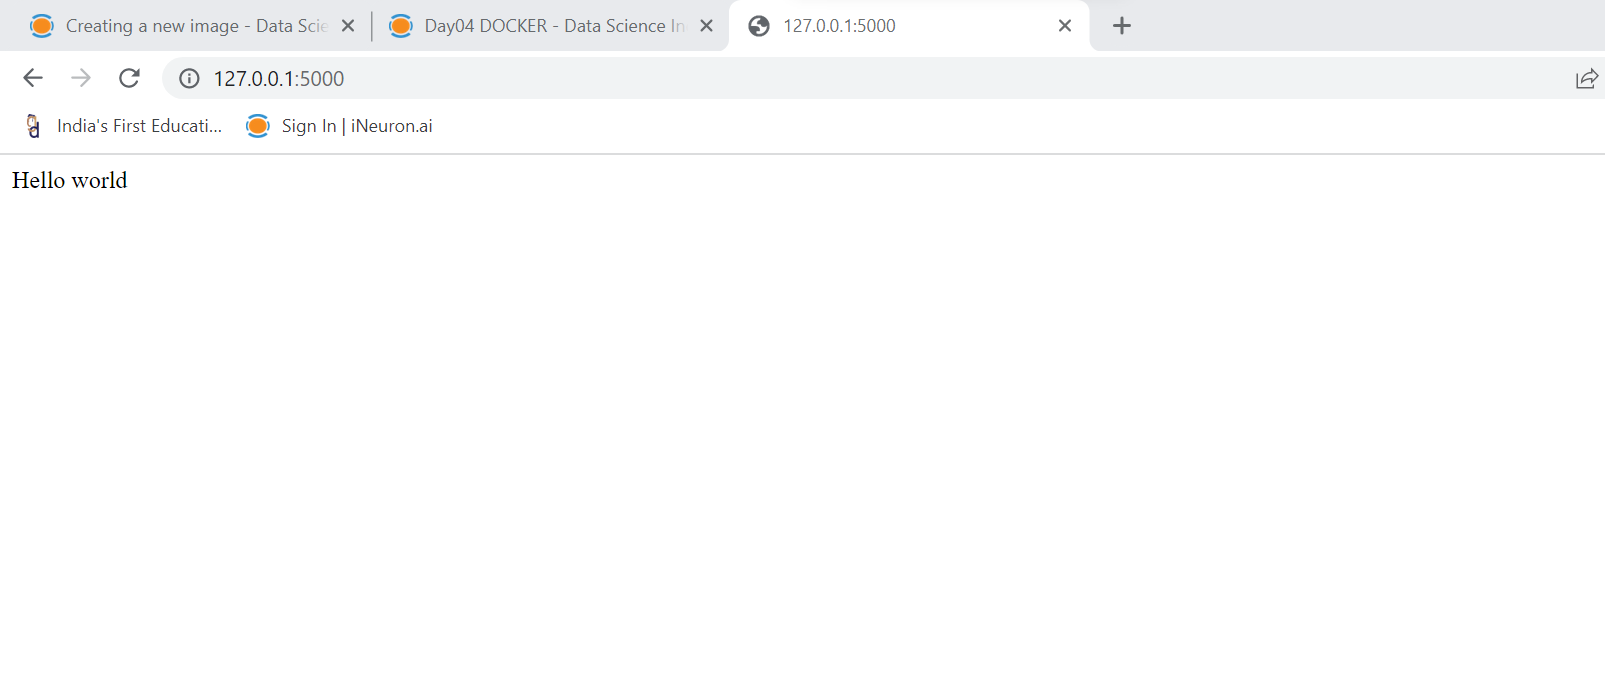 Creating a new image - Data Scie
Day04 DOCKER - Data Science In
127.0.0.1:5000
127.0.0.1:5000
India's First Educati...
Sign In | iNeuron.ai
Hello world